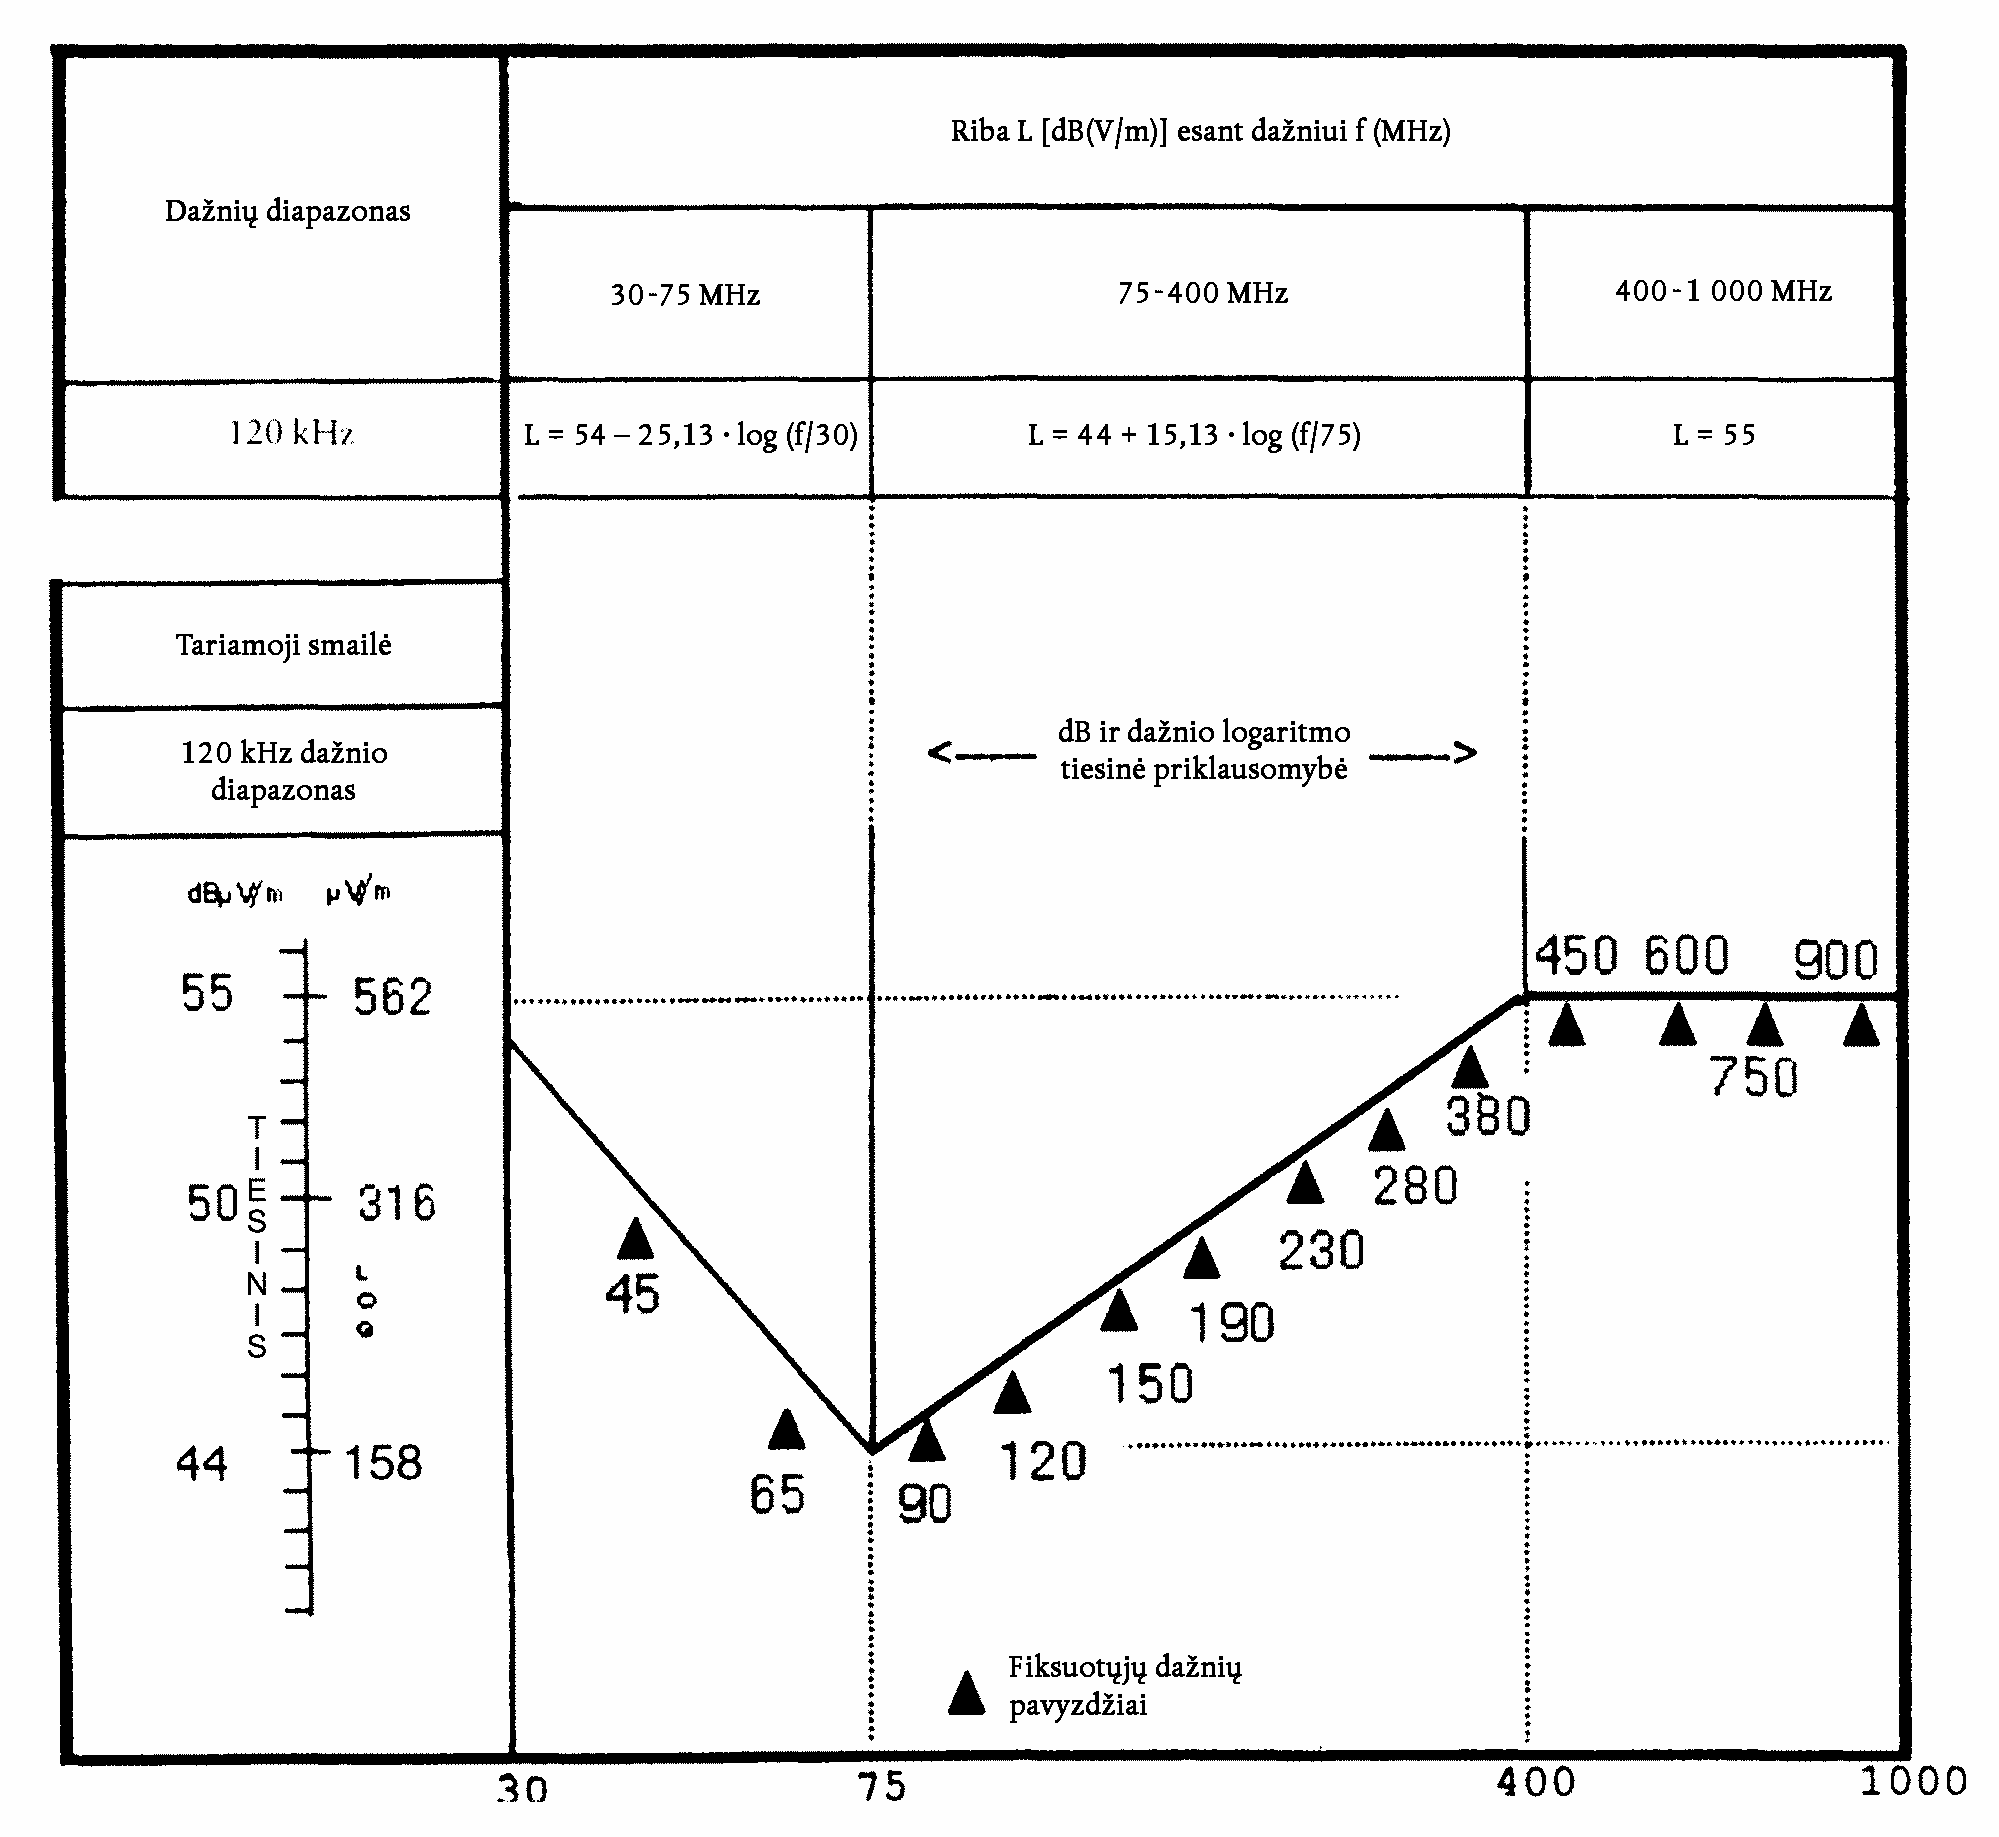 Dažnių diapazonas
Riba L [dB(V/m)] esant dažniui f (MHz)
30-75 MHz
75-400 MHz
400-1 000 MHz
120 kHz
L = 54 – 25,13 · log (f/30)
L = 44 + 15,13 · log (f/75)
L = 55
Tariamoji smailė
120 kHz dažnio
diapazonas
dB ir dažnio logaritmo
tiesinė priklausomybė
dBµV/m
µV/m
55
562
50
316
44
158
TIESINIS
450
600
900
750
380
280
230
190
150
120
90
65
45
Fiksuotųjų dažnių
pavyzdžiai
30
75
400
1000